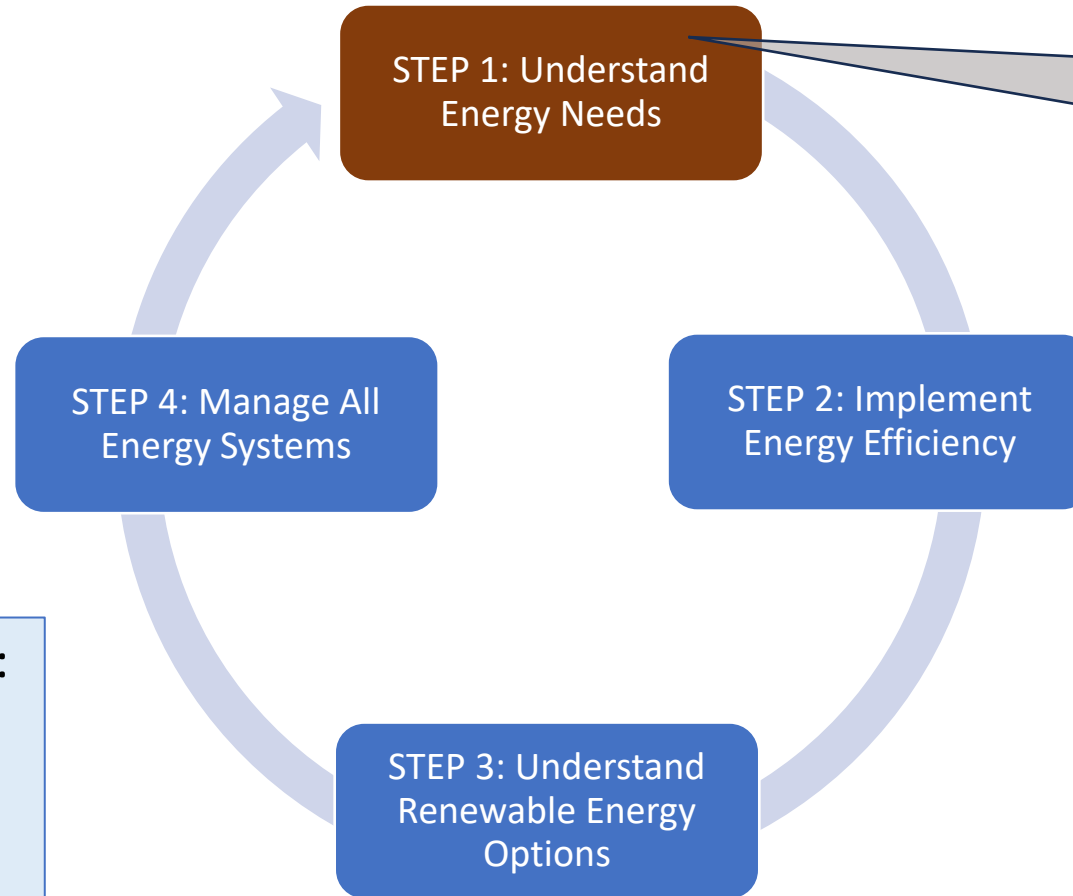 STEP 1: Understand
Energy Needs
STEP 2: Implement
Energy Efficiency
STEP 3: Understand
Renewable Energy
Options
STEP 4: Manage All
Energy Systems
: